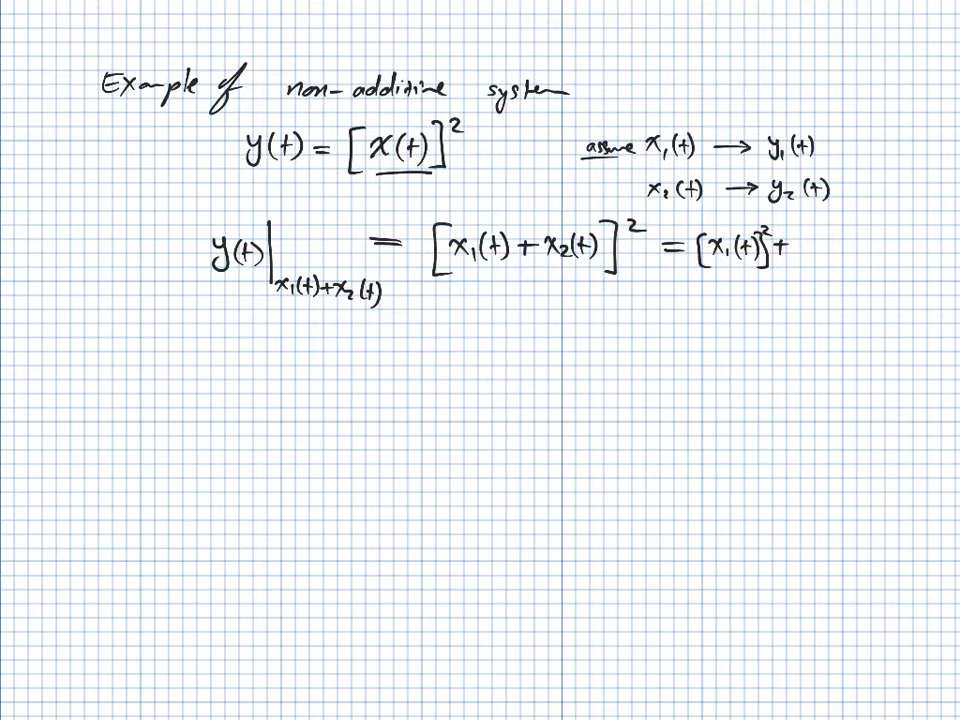 Example of non-additive system
y(t) = [x(t)]²
assume x₁(t) → y₁(t)
x₂(t) → y₂(t)
y(t)|ₓ₁₍ₜ₎₊ₓ₂₍ₜ₎ = [x₁(t) + x₂(t)]² = [x₁(t)]² +